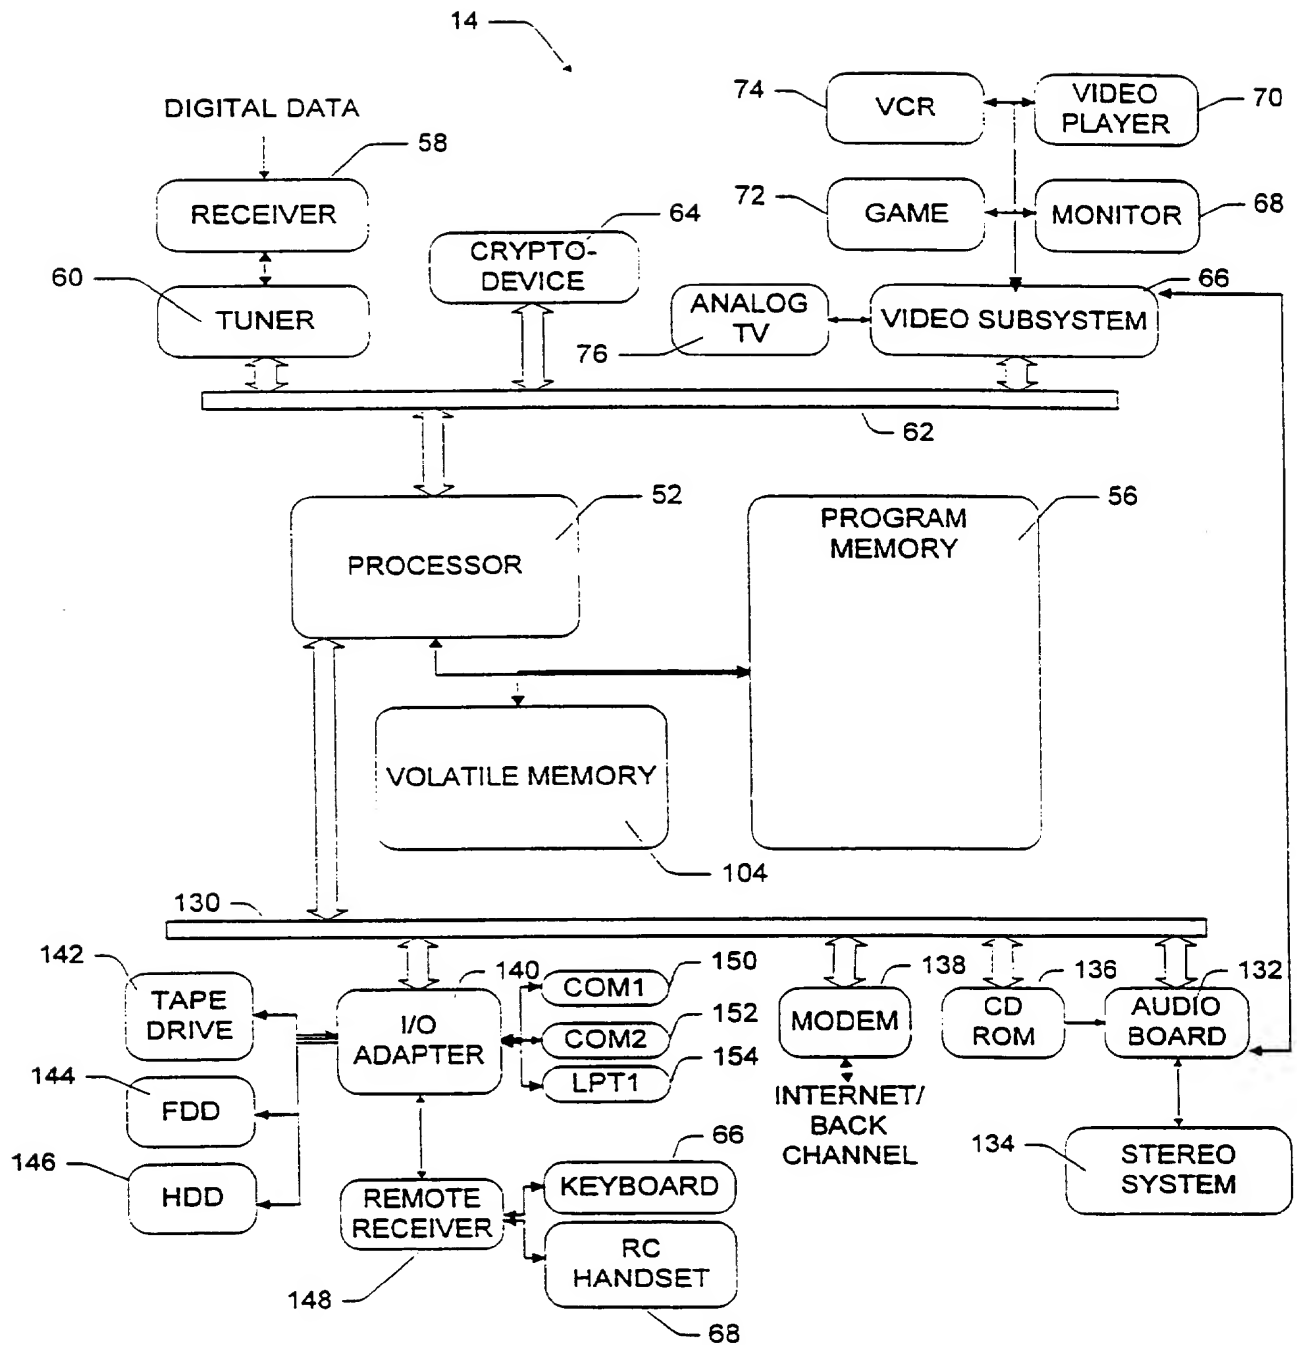 14
DIGITAL DATA
58
RECEIVER
60
TUNER
64
CRYPTO-
DEVICE
74
VCR
VIDEO
PLAYER
70
72
GAME
MONITOR
68
66
ANALOG
TV
76
VIDEO SUBSYSTEM
62
52
PROCESSOR
56
PROGRAM
MEMORY
VOLATILE MEMORY
104
130
142
TAPE
DRIVE
144
FDD
146
HDD
140
I/O
ADAPTER
150
COM1
152
COM2
154
LPT1
138
MODEM
INTERNET/
BACK
CHANNEL
136
CD
ROM
132
AUDIO
BOARD
134
STEREO
SYSTEM
REMOTE
RECEIVER
148
66
KEYBOARD
RC
HANDSET
68